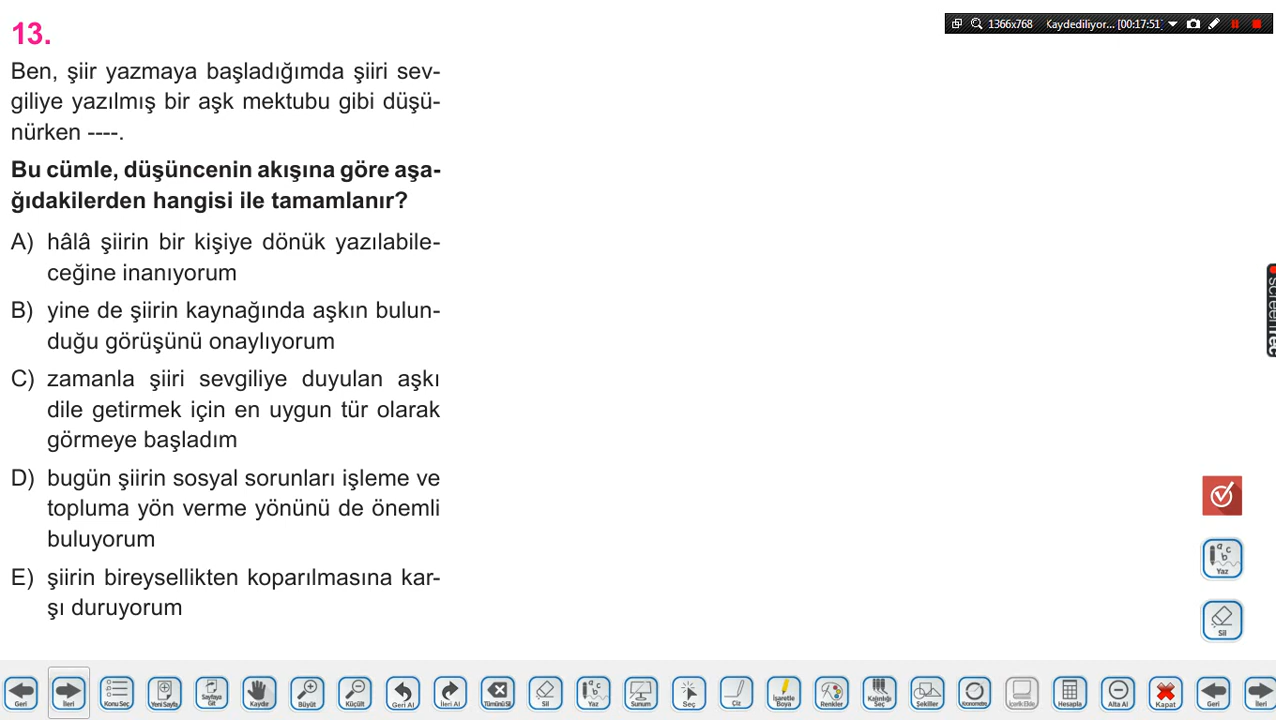 13.
1366x768 Kaydediliyor... [00:17:51]
Ben, şiir yazmaya başladığımda şiiri sev-
giliye yazılmış bir aşk mektubu gibi düşü-
nürken ----.
Bu cümle, düşüncenin akışına göre aşa-
ğıdakilerden hangisi ile tamamlanır?
A) hâlâ şiirin bir kişiye dönük yazılabile-
ceğine inanıyorum
B) yine de şiirin kaynağında aşkın bulun-
duğu görüşünü onaylıyorum
C) zamanla şiiri sevgiliye duyulan aşkı
dile getirmek için en uygun tür olarak
görmeye başladım
D) bugün şiirin sosyal sorunları işleme ve
topluma yön verme yönünü de önemli
buluyorum
E) şiirin bireysellikten koparılmasına kar-
şı duruyorum
screenrec
a b c
Yaz
Sil
Geri İleri Konu Seç Yeni Sayfa Sayfaya Git Kaydır Büyüt Küçült Geri Al İleri Al Tümünü Sil Sil Yaz Sunum Seç Çiz İşaretle Boya Renkler Kalınlığı Seç Şekiller Kronometre İçerik Ekle Hesapla Alta Al Kapat Geri İleri